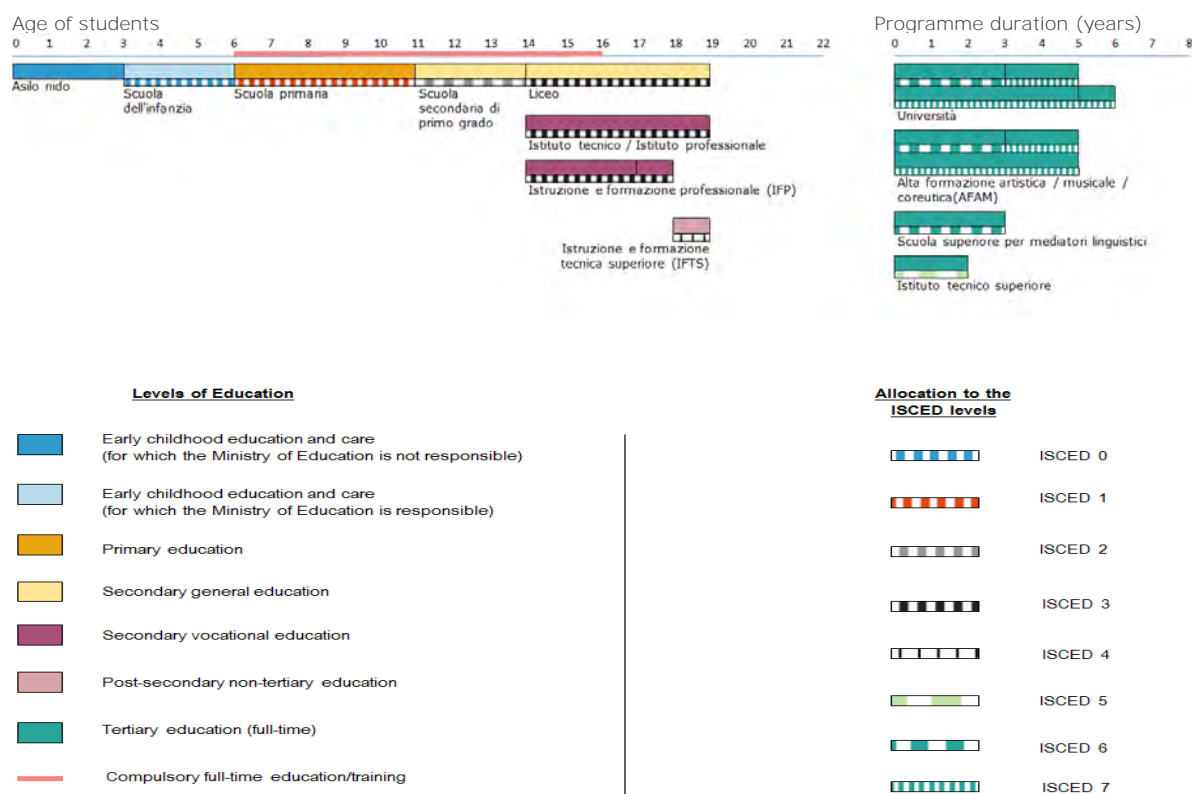 Age of students
Programme duration (years)
0 1 2 3 4 5 6 7 8 9 10 11 12 13 14 15 16 17 18 19 20 21 22
0 1 2 3 4 5 6 7 8
Asilo nido
Scuola
dell'infanzia
Scuola primaria
Scuola
secondaria di
primo grado
Liceo
Istituto tecnico / Istituto professionale
Istruzione e formazione professionale (IFP)
Istruzione e formazione
tecnica superiore (IFTS)
Università
Alta formazione artistica / musicale /
coreutica(AFAM)
Scuola superiore per mediatori linguistici
Istituto tecnico superiore
Levels of Education
Early childhood education and care
(for which the Ministry of Education is not responsible)
Early childhood education and care
(for which the Ministry of Education is responsible)
Primary education
Secondary general education
Secondary vocational education
Post-secondary non-tertiary education
Tertiary education (full-time)
Compulsory full-time education/training
Allocation to the
ISCED levels
ISCED 0
ISCED 1
ISCED 2
ISCED 3
ISCED 4
ISCED 5
ISCED 6
ISCED 7